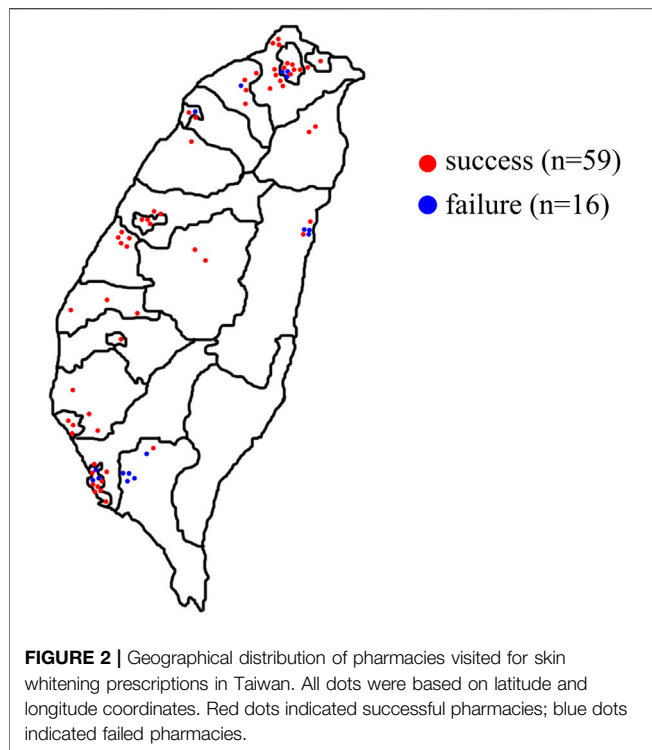 success (n=59)
failure (n=16)
FIGURE 2 | Geographical distribution of pharmacies visited for skin
whitening prescriptions in Taiwan. All dots were based on latitude and
longitude coordinates. Red dots indicated successful pharmacies; blue dots
indicated failed pharmacies.